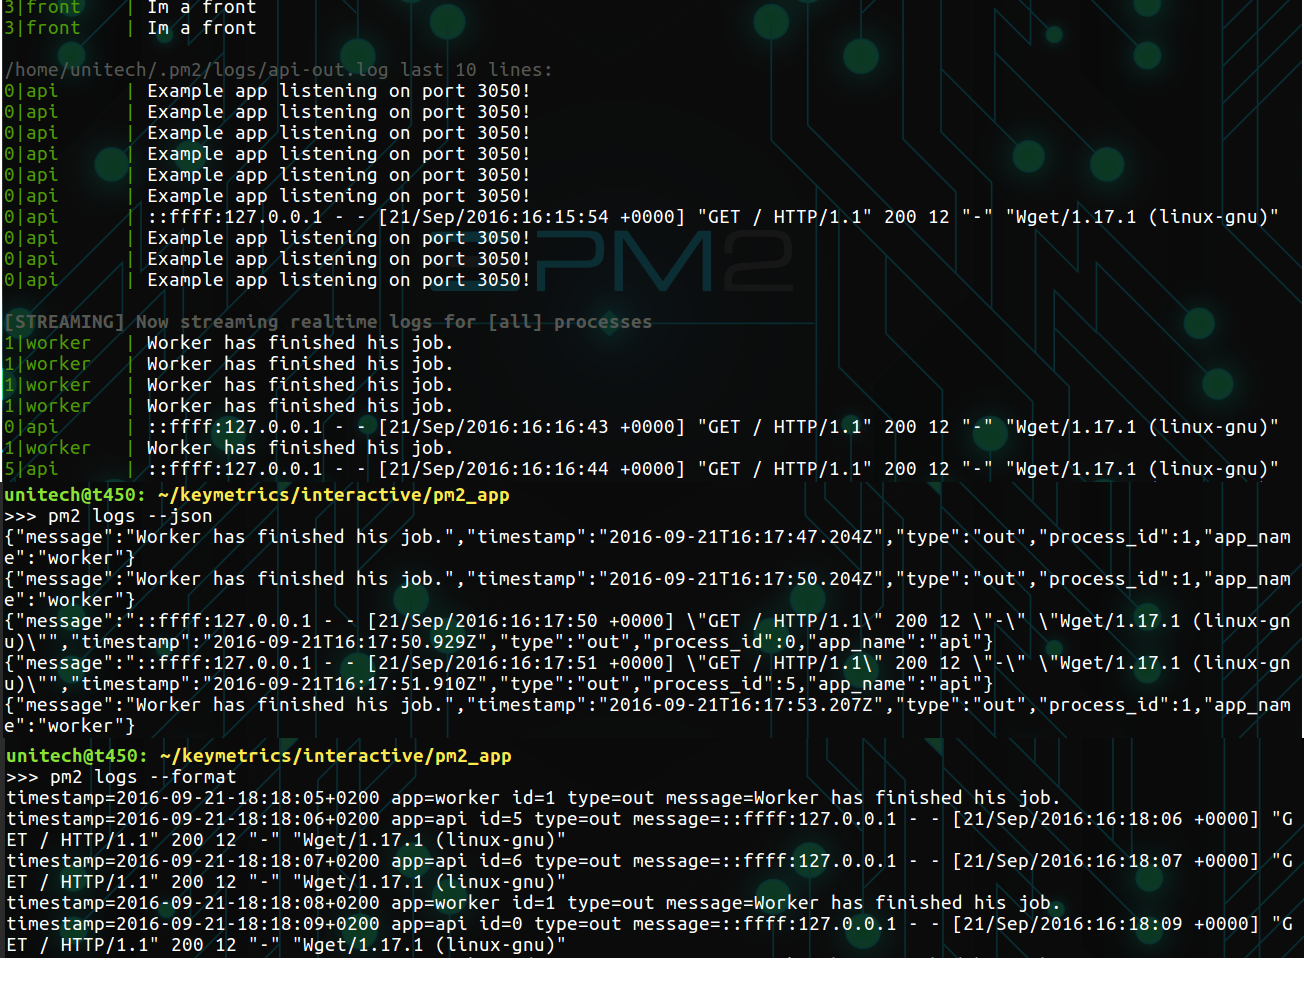 3|front    | Im a front
3|front    | Im a front
/home/unitech/.pm2/logs/api-out.log last 10 lines:
0|api      | Example app listening on port 3050!
0|api      | Example app listening on port 3050!
0|api      | Example app listening on port 3050!
0|api      | Example app listening on port 3050!
0|api      | Example app listening on port 3050!
0|api      | Example app listening on port 3050!
0|api      | ::ffff:127.0.0.1 - - [21/Sep/2016:16:15:54 +0000] "GET / HTTP/1.1" 200 12 "-" "Wget/1.17.1 (linux-gnu)"
0|api      | Example app listening on port 3050!
0|api      | Example app listening on port 3050!
0|api      | Example app listening on port 3050!
PM2
[STREAMING] Now streaming realtime logs for [all] processes
1|worker   | Worker has finished his job.
1|worker   | Worker has finished his job.
1|worker   | Worker has finished his job.
1|worker   | Worker has finished his job.
0|api      | ::ffff:127.0.0.1 - - [21/Sep/2016:16:16:43 +0000] "GET / HTTP/1.1" 200 12 "-" "Wget/1.17.1 (linux-gnu)"
1|worker   | Worker has finished his job.
5|api      | ::ffff:127.0.0.1 - - [21/Sep/2016:16:16:44 +0000] "GET / HTTP/1.1" 200 12 "-" "Wget/1.17.1 (linux-gnu)"
unitech@t450: ~/keymetrics/interactive/pm2_app
>>> pm2 logs --json
{"message":"Worker has finished his job.","timestamp":"2016-09-21T16:17:47.204Z","type":"out","process_id":1,"app_nam
e":"worker"}
{"message":"Worker has finished his job.","timestamp":"2016-09-21T16:17:50.204Z","type":"out","process_id":1,"app_nam
e":"worker"}
{"message":"::ffff:127.0.0.1 - - [21/Sep/2016:16:17:50 +0000] \"GET / HTTP/1.1\" 200 12 \"-\" \"Wget/1.17.1 (linux-gn
u)\"","timestamp":"2016-09-21T16:17:50.929Z","type":"out","process_id":0,"app_name":"api"}
{"message":"::ffff:127.0.0.1 - - [21/Sep/2016:16:17:51 +0000] \"GET / HTTP/1.1\" 200 12 \"-\" \"Wget/1.17.1 (linux-gn
u)\"","timestamp":"2016-09-21T16:17:51.910Z","type":"out","process_id":5,"app_name":"api"}
{"message":"Worker has finished his job.","timestamp":"2016-09-21T16:17:53.207Z","type":"out","process_id":1,"app_nam
e":"worker"}
unitech@t450: ~/keymetrics/interactive/pm2_app
>>> pm2 logs --format
timestamp=2016-09-21-18:18:05+0200 app=worker id=1 type=out message=Worker has finished his job.
timestamp=2016-09-21-18:18:06+0200 app=api id=5 type=out message=::ffff:127.0.0.1 - - [21/Sep/2016:16:18:06 +0000] "G
ET / HTTP/1.1" 200 12 "-" "Wget/1.17.1 (linux-gnu)"
timestamp=2016-09-21-18:18:07+0200 app=api id=6 type=out message=::ffff:127.0.0.1 - - [21/Sep/2016:16:18:07 +0000] "G
ET / HTTP/1.1" 200 12 "-" "Wget/1.17.1 (linux-gnu)"
timestamp=2016-09-21-18:18:08+0200 app=worker id=1 type=out message=Worker has finished his job.
timestamp=2016-09-21-18:18:09+0200 app=api id=0 type=out message=::ffff:127.0.0.1 - - [21/Sep/2016:16:18:09 +0000] "G
ET / HTTP/1.1" 200 12 "-" "Wget/1.17.1 (linux-gnu)"